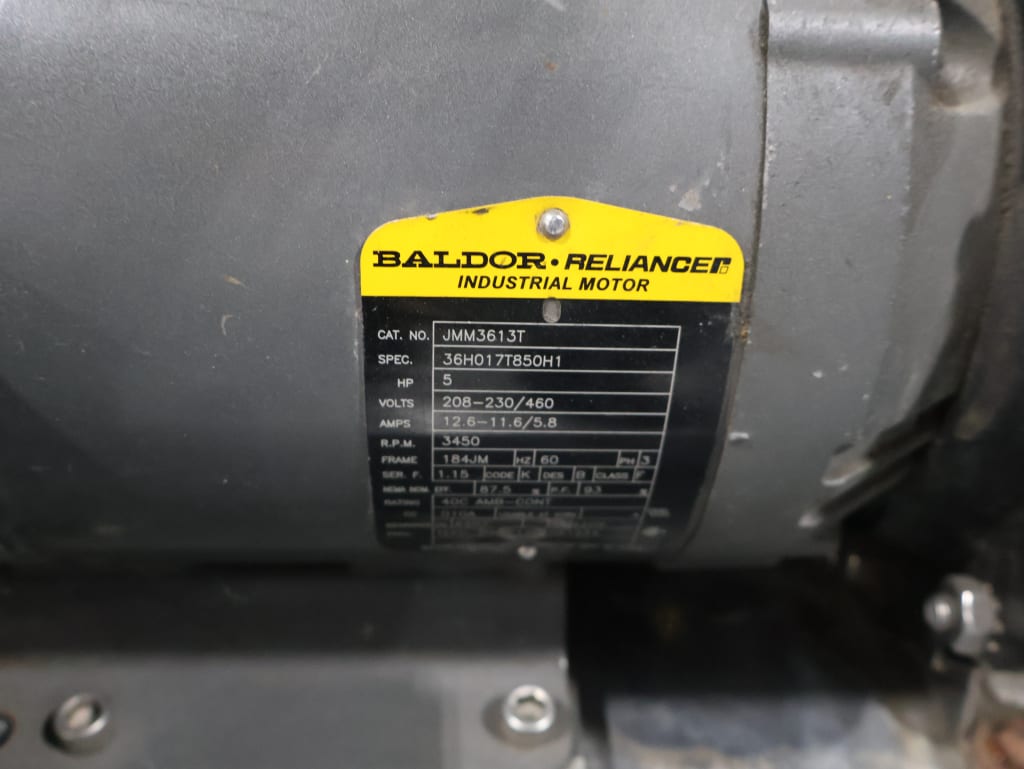 BALDOR • RELIANCE
INDUSTRIAL MOTOR
CAT. NO. JMM3613T
SPEC. 36H017T850H1
HP 5
VOLTS 208-230/460
AMPS 12.6-11.6/5.8
R.P.M. 3450
FRAME 184JM HZ 60 PH 3
SER. F. 1.15 CODE K DES B CLASS F
NEMA NOM. EFF. 87.5 % P.F. 93 %
RATING 40C AMB-CONT